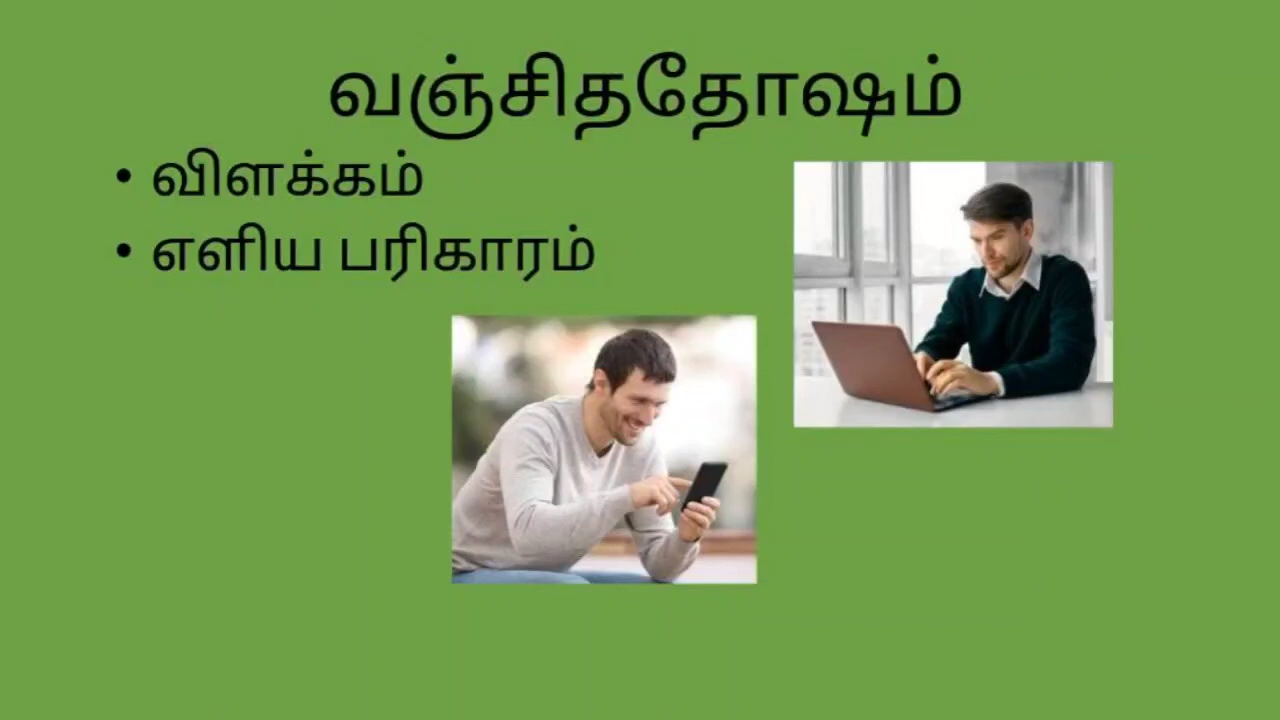 வஞ்சிததோஷம்
• விளக்கம்
• எளிய பரிகாரம்